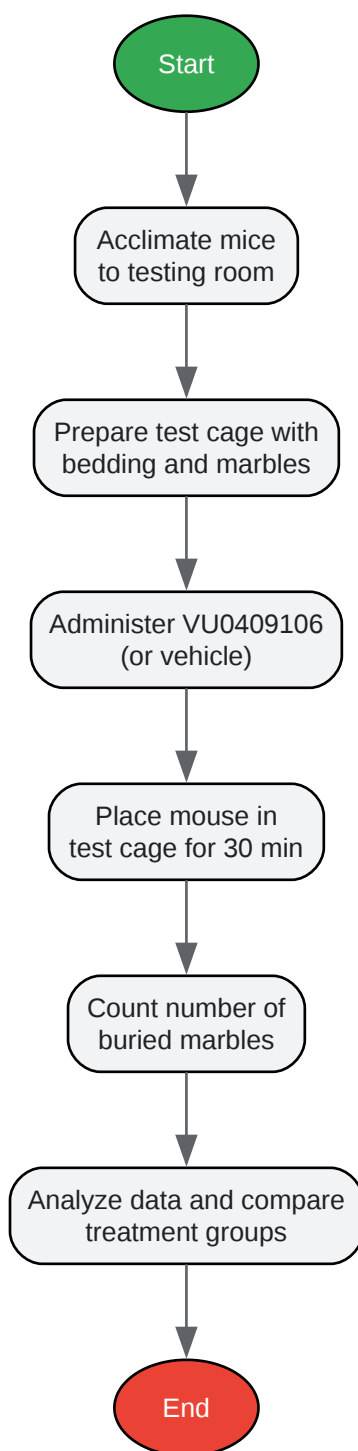 Start
Acclimate mice
to testing room
Prepare test cage with
bedding and marbles
Administer VU0409106
(or vehicle)
Place mouse in
test cage for 30 min
Count number of
buried marbles
Analyze data and compare
treatment groups
End